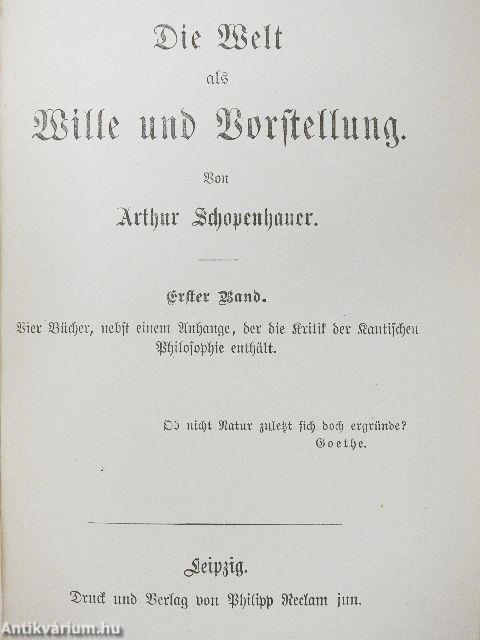 Die Welt
als
Wille und Vorstellung.
Von
Arthur Schopenhauer.
Erster Band.
Vier Bücher, nebst einem Anhange, der die Kritik der Kantischen
Philosophie enthält.
Ob nicht Natur zuletzt sich doch ergründe?
Goethe.
Leipzig.
Druck und Verlag von Philipp Reclam jun.
Antikvárium.hu